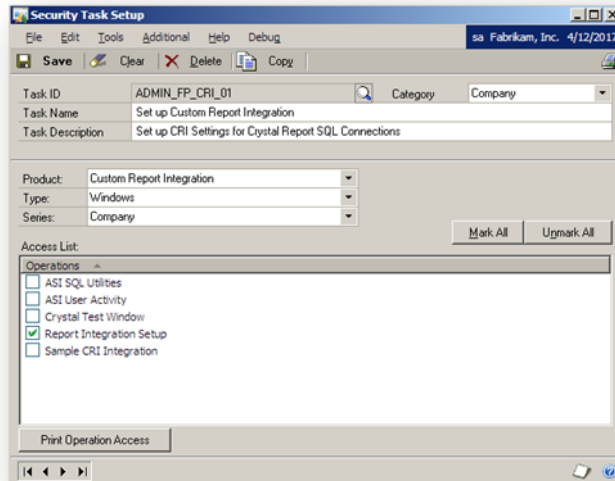 Security Task Setup
File Edit Tools Additional Help Debug sa Fabrikam, Inc. 4/12/2017
Save Clear Delete Copy
Task ID ADMIN_FP_CRI_01 Category Company
Task Name Set up Custom Report Integration
Task Description Set up CRI Settings for Crystal Report SQL Connections
Product: Custom Report Integration
Type: Windows
Series: Company
Mark All Unmark All
Access List:
Operations
ASI SQL Utilities
ASI User Activity
Crystal Test Window
Report Integration Setup
Sample CRI Integration
Print Operation Access